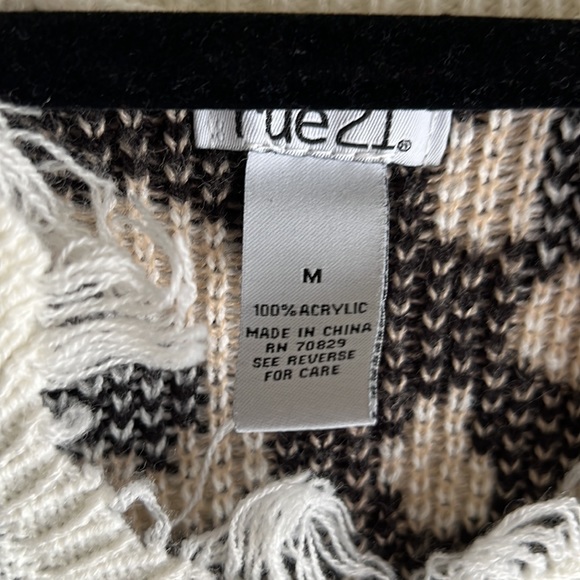 rue21®
M
100% ACRYLIC
MADE IN CHINA
RN 70829
SEE REVERSE
FOR CARE